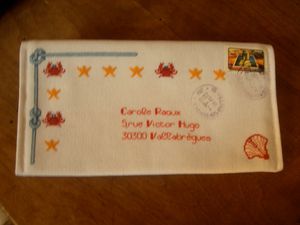 Carole Raoux
5,rue Victor Hugo
30300 Vallabrègues